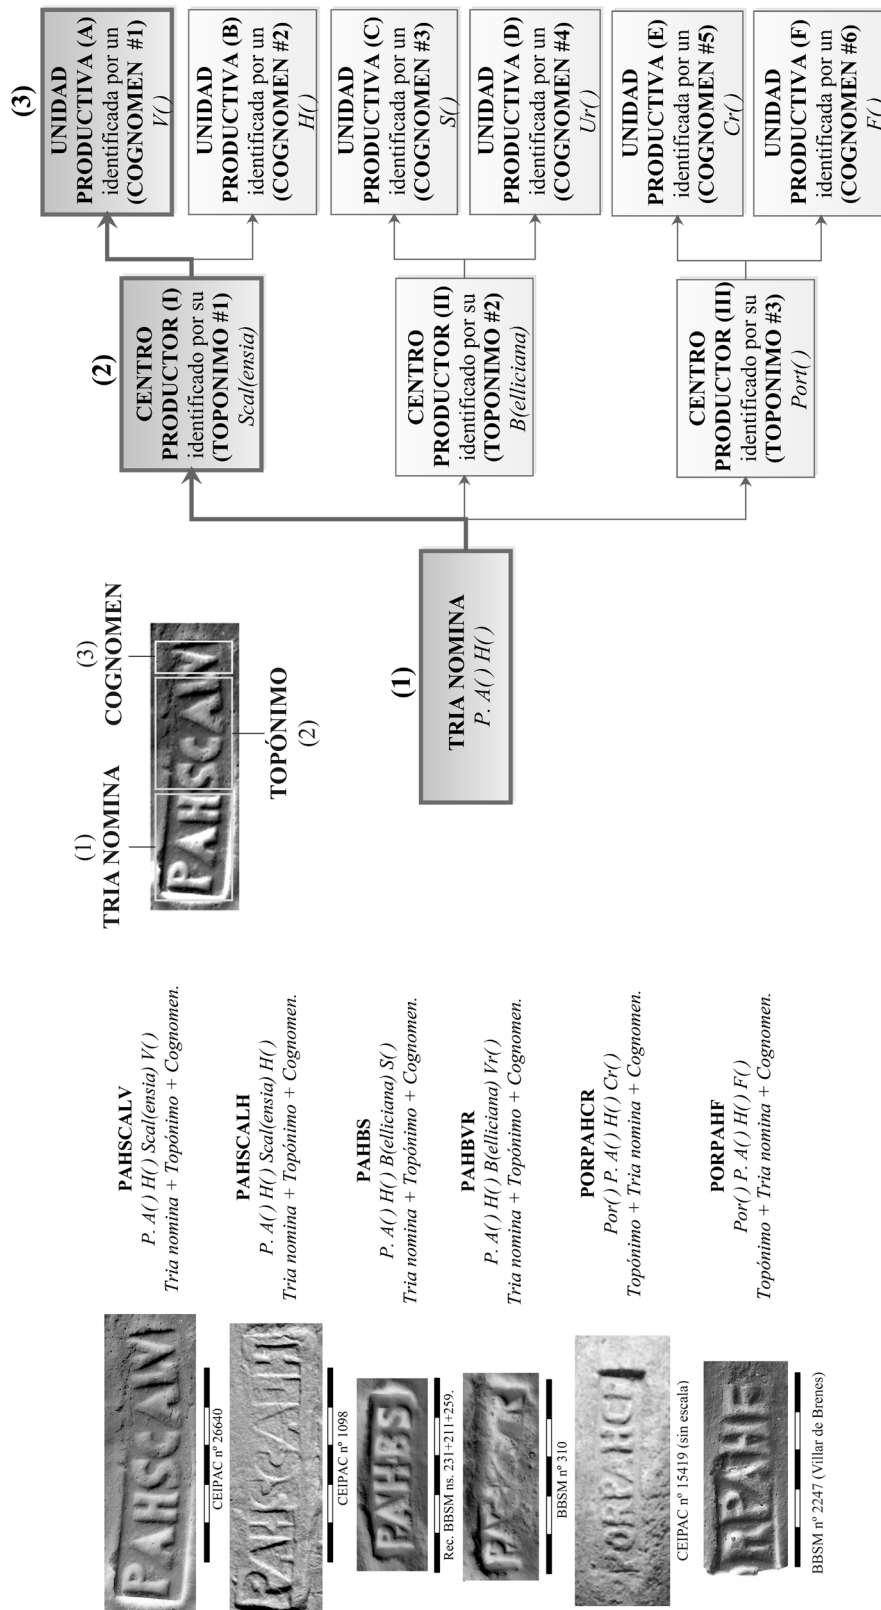 PAHSCALV
P. A() H() Scal(ensia) V()
Tria nomina + Topónimo + Cognomen.
CEIPAC nº 26640
PAHSCALH
P. A() H() Scal(ensia) H()
Tria nomina + Topónimo + Cognomen.
CEIPAC nº 1098
PAHBS
PAHBS
P. A() H() B(elliciana) S()
Tria nomina + Topónimo + Cognomen.
Rec. BBSM ns. 231+211+259.
PAHBVR
P. A() H() B(elliciana) Vr()
Tria nomina + Topónimo + Cognomen.
BBSM nº 310
PORPAHCR
Por() P. A() H() Cr()
Topónimo + Tria nomina + Cognomen.
CEIPAC nº 15419 (sin escala)
PORPAHF
Por() P. A() H() F()
Topónimo + Tria nomina + Cognomen.
BBSM nº 2247 (Villar de Brenes)
(1)
TRIA NOMINA
(3)
COGNOMEN
PAHSCALV
TOPÓNIMO
(2)
(1)
TRIA NOMINA
P. A() H()
(2)
CENTRO
PRODUCTOR (I)
identificado por su
(TOPONIMO #1)
Scal(ensia)
CENTRO
PRODUCTOR (II)
identificado por su
(TOPONIMO #2)
B(elliciana)
CENTRO
PRODUCTOR (III)
identificado por su
(TOPONIMO #3)
Port()
(3)
UNIDAD
PRODUCTIVA (A)
identificada por un
(COGNOMEN #1)
V()
UNIDAD
PRODUCTIVA (B)
identificada por un
(COGNOMEN #2)
H()
UNIDAD
PRODUCTIVA (C)
identificada por un
(COGNOMEN #3)
S()
UNIDAD
PRODUCTIVA (D)
identificada por un
(COGNOMEN #4)
Ur()
UNIDAD
PRODUCTIVA (E)
identificada por un
(COGNOMEN #5)
Cr()
UNIDAD
PRODUCTIVA (F)
identificada por un
(COGNOMEN #6)
F()